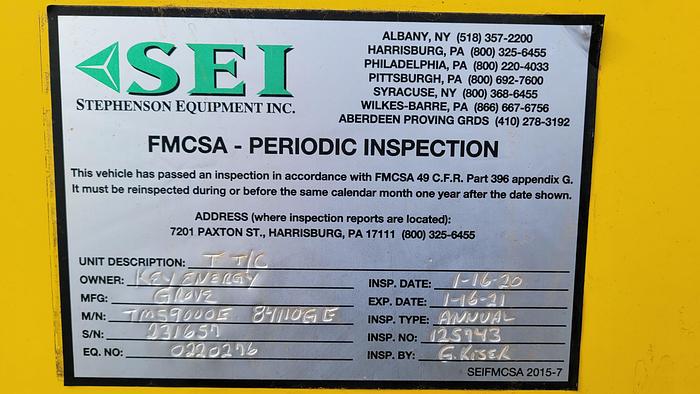 SEI
STEPHENSON EQUIPMENT INC.
ALBANY, NY (518) 357-2200
HARRISBURG, PA (800) 325-6455
PHILADELPHIA, PA (800) 220-4033
PITTSBURGH, PA (800) 692-7600
SYRACUSE, NY (800) 368-6455
WILKES-BARRE, PA (866) 667-6756
ABERDEEN PROVING GRDS (410) 278-3192
FMCSA - PERIODIC INSPECTION
This vehicle has passed an inspection in accordance with FMCSA 49 C.F.R. Part 396 appendix G.
It must be reinspected during or before the same calendar month one year after the date shown.
ADDRESS (where inspection reports are located):
7201 PAXTON ST., HARRISBURG, PA 17111 (800) 325-6455
UNIT DESCRIPTION: T T/C
OWNER: KEY ENERGY
MFG: GROVE
M/N: TMS9000E 84110GE
S/N: 231657
EQ. NO: 0220276
INSP. DATE: 1-16-20
EXP. DATE: 1-16-21
INSP. TYPE: ANNUAL
INSP. NO: 125943
INSP. BY: G. KISER
SEIFMCSA 2015-7